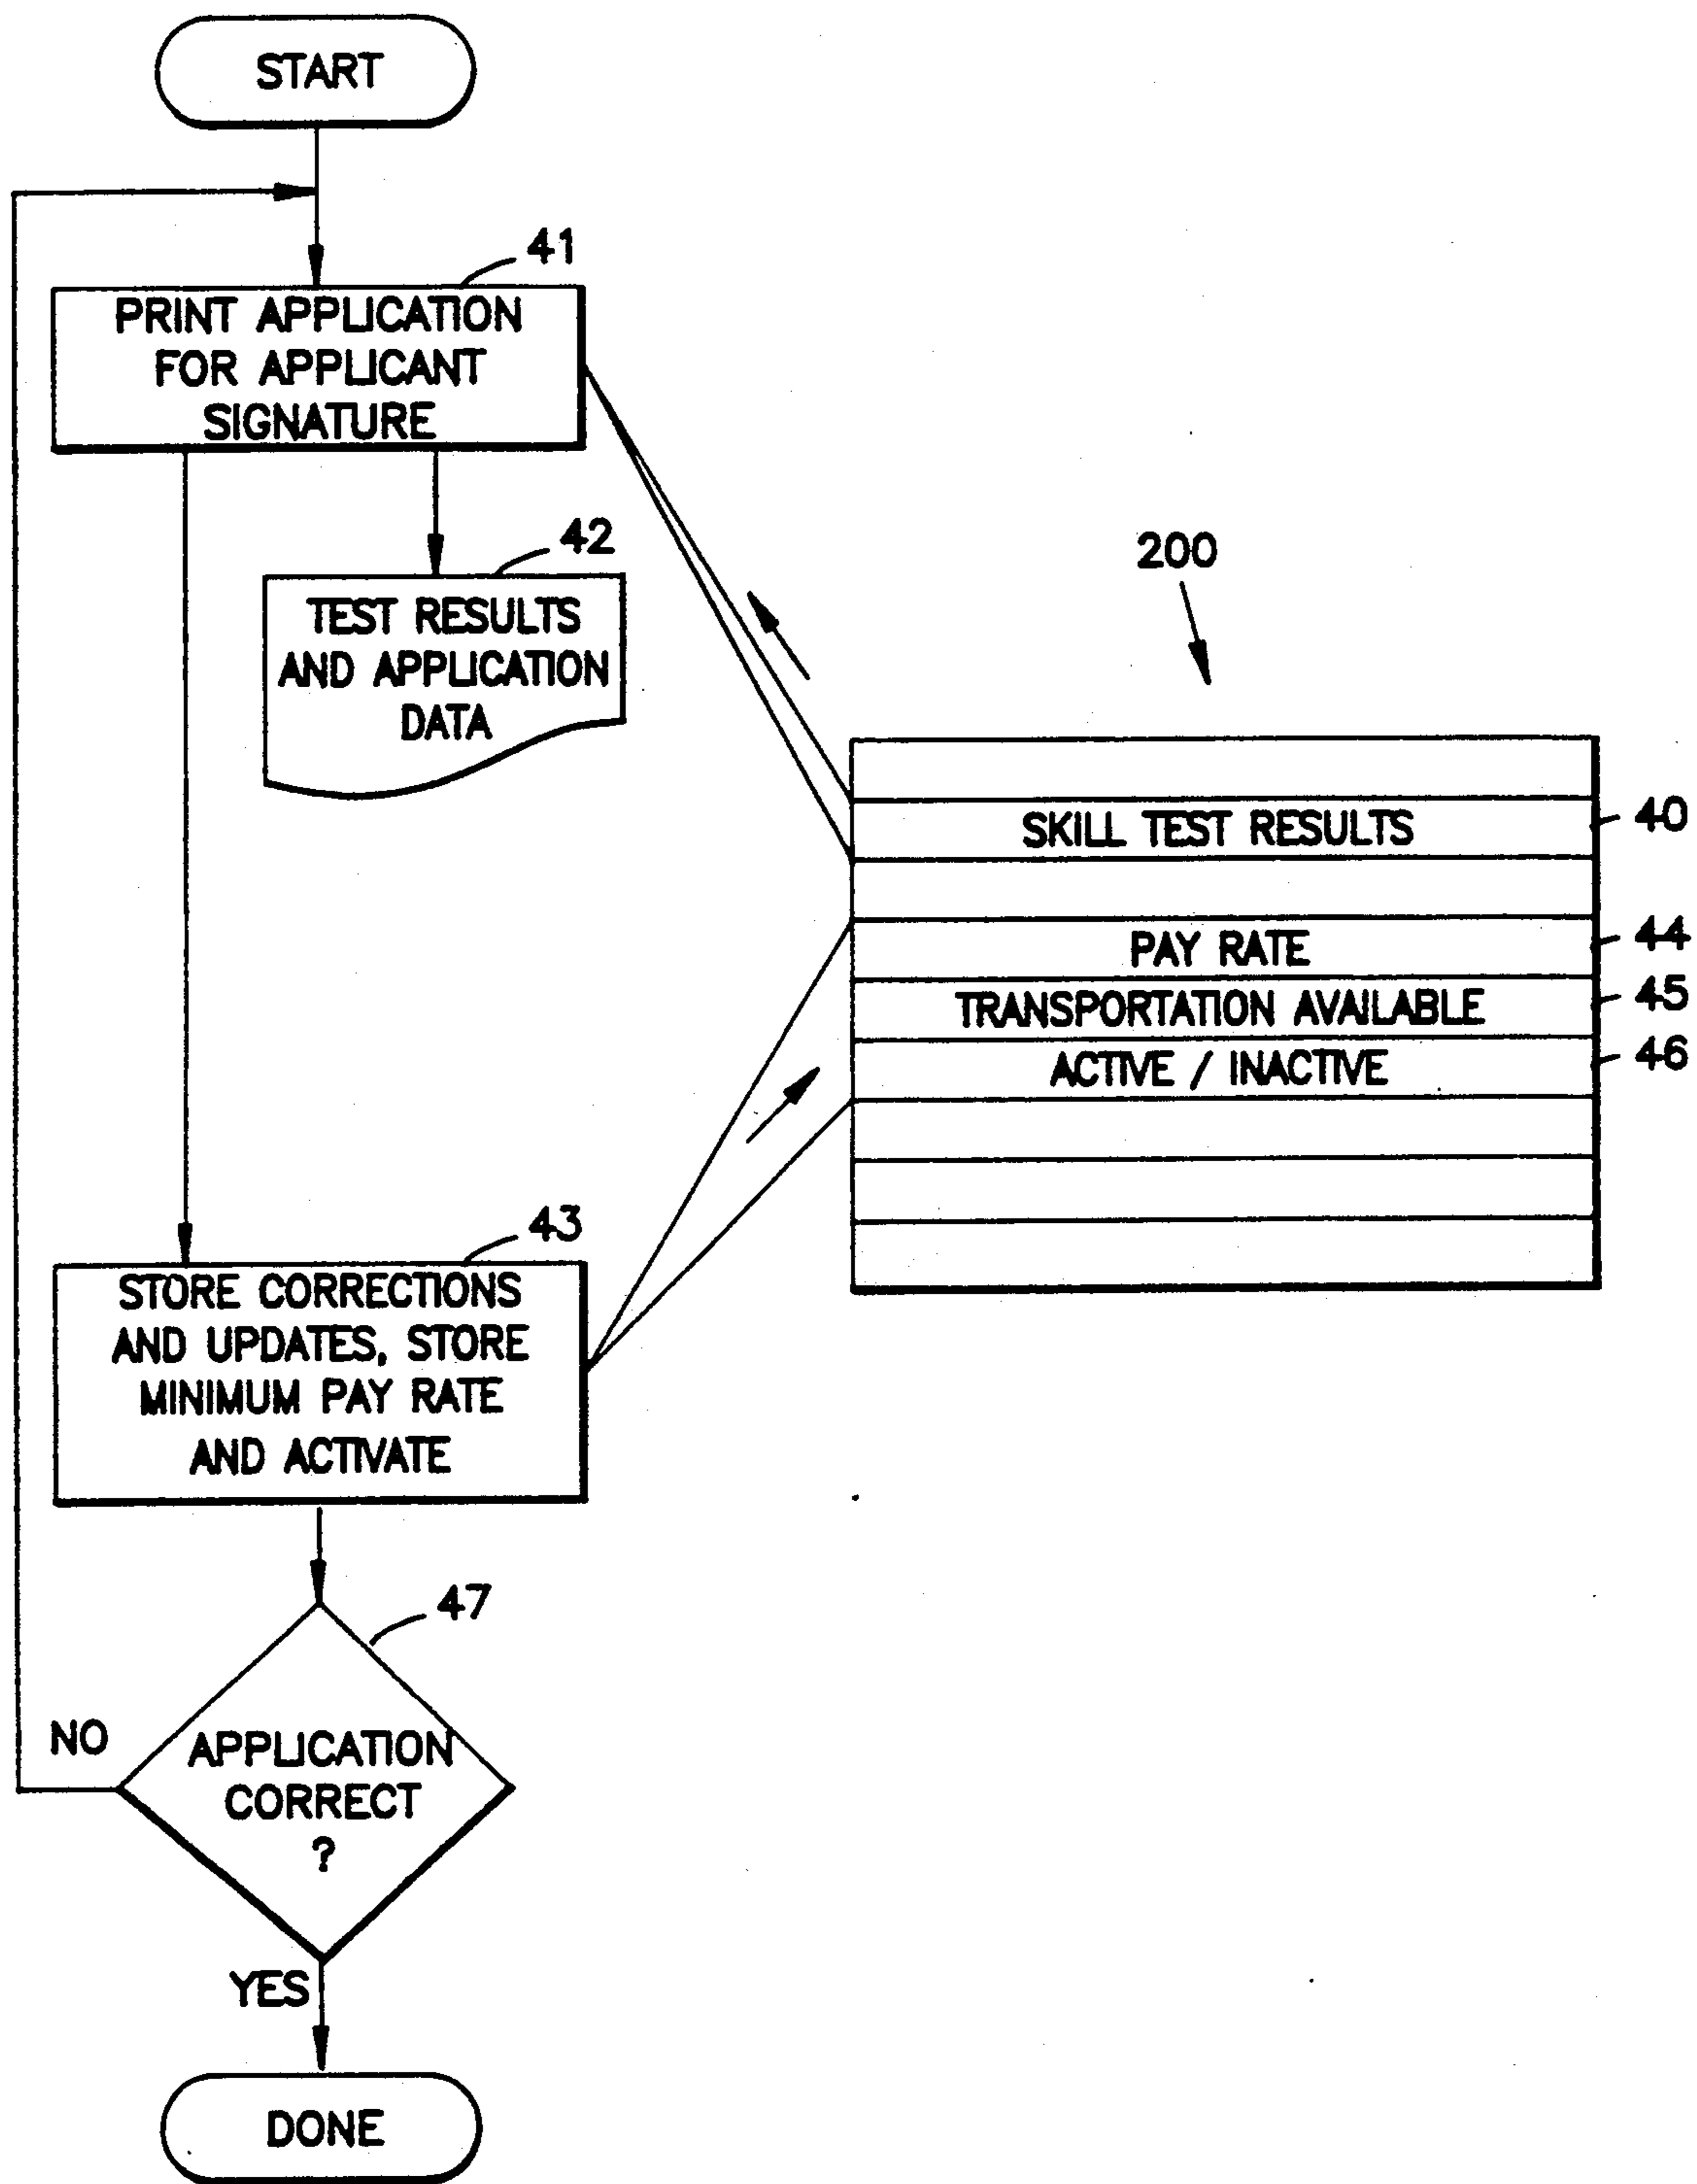 START
41
PRINT APPLICATION
FOR APPLICANT
SIGNATURE
42
TEST RESULTS
AND APPLICATION
DATA
200
SKILL TEST RESULTS
40
PAY RATE
44
TRANSPORTATION AVAILABLE
45
ACTIVE / INACTIVE
46
43
STORE CORRECTIONS
AND UPDATES, STORE
MINIMUM PAY RATE
AND ACTIVATE
47
NO
APPLICATION
CORRECT
?
YES
DONE